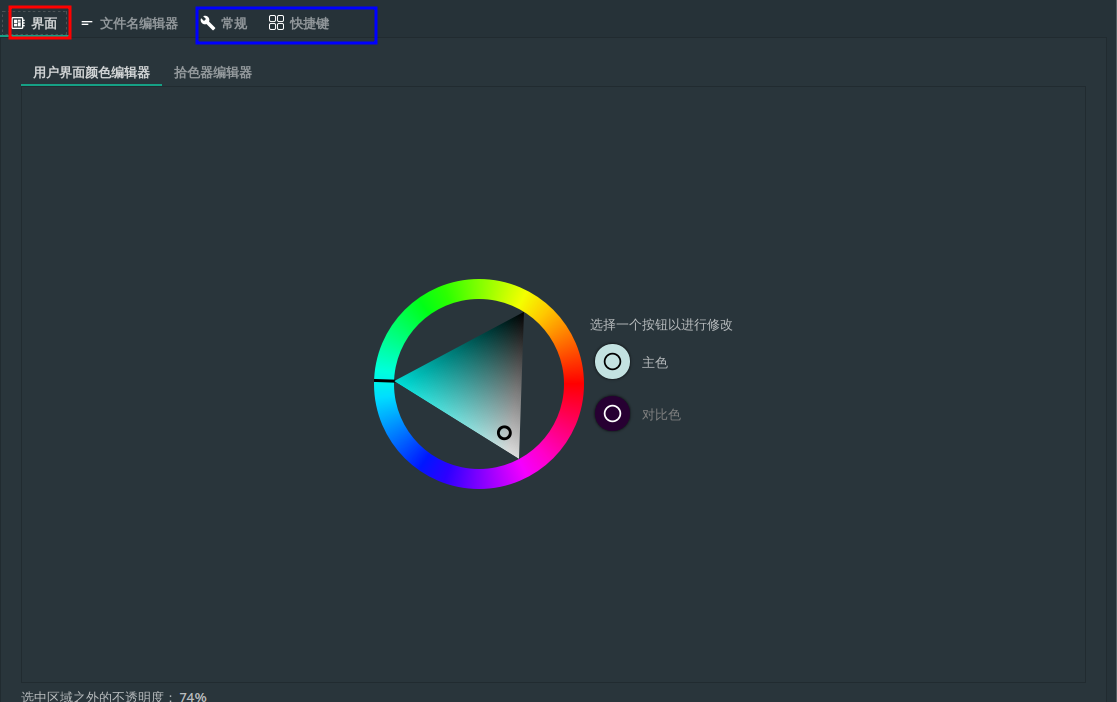 界面 文件名编辑器 常规 快捷键
用户界面颜色编辑器 拾色器编辑器
选择一个按钮以进行修改
主色
对比色
选中区域之外的不透明度： 74%